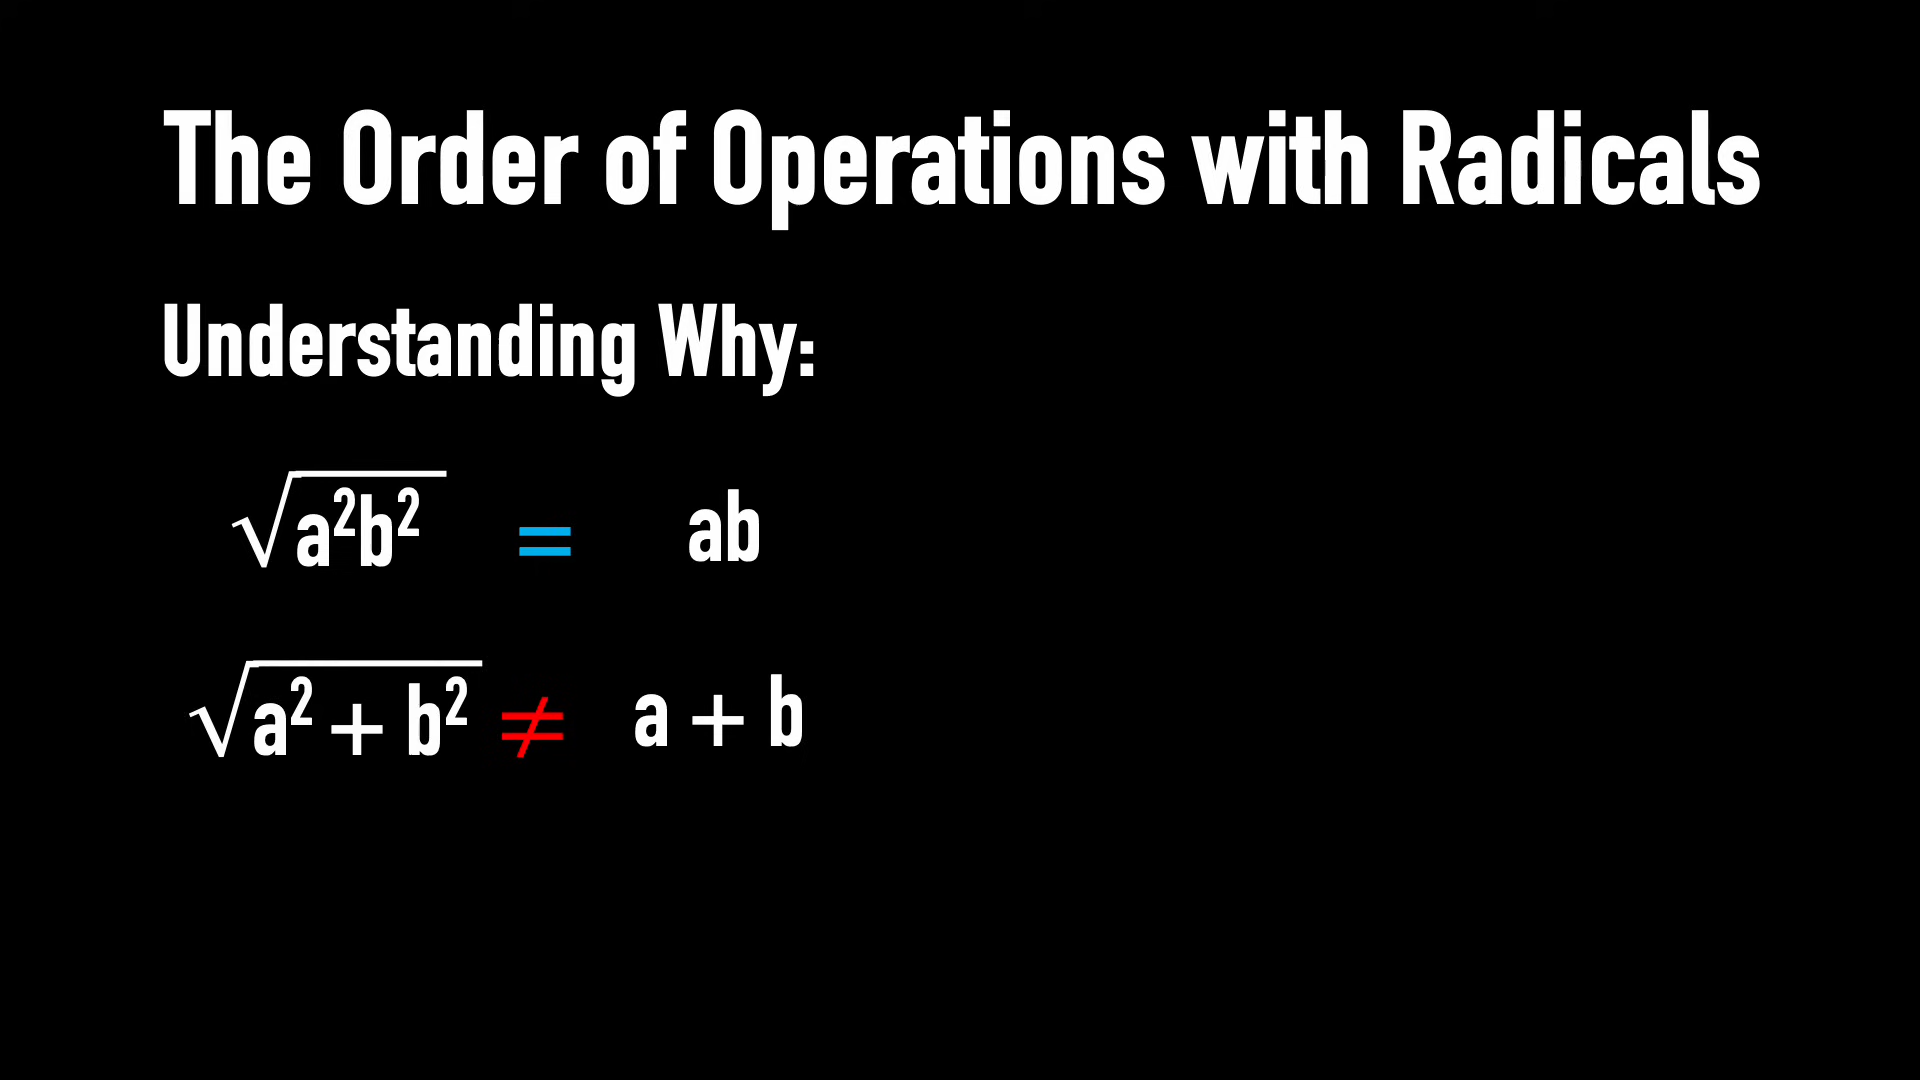 The Order of Operations with Radicals
Understanding Why:
√a²b² = ab
√a² + b² ≠ a + b